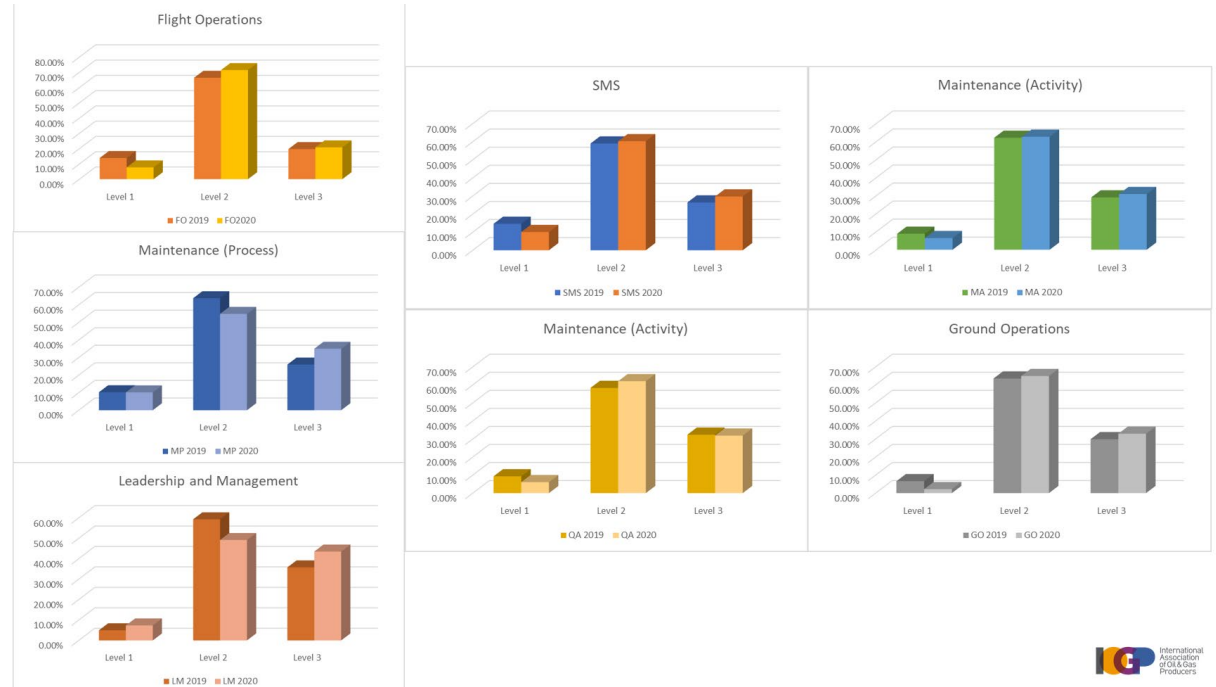 Flight Operations
80.00%
70.00%
60.00%
50.00%
40.00%
30.00%
20.00%
10.00%
0.00%
Level 1 Level 2 Level 3
FO 2019 FO2020
Maintenance (Process)
70.00%
60.00%
50.00%
40.00%
30.00%
20.00%
10.00%
0.00%
Level 1 Level 2 Level 3
MP 2019 MP 2020
Leadership and Management
60.00%
50.00%
40.00%
30.00%
20.00%
10.00%
0.00%
Level 1 Level 2 Level 3
LM 2019 LM 2020
SMS
70.00%
60.00%
50.00%
40.00%
30.00%
20.00%
10.00%
0.00%
Level 1 Level 2 Level 3
SMS 2019 SMS 2020
Maintenance (Activity)
70.00%
60.00%
50.00%
40.00%
30.00%
20.00%
10.00%
0.00%
Level 1 Level 2 Level 3
QA 2019 QA 2020
Maintenance (Activity)
70.00%
60.00%
50.00%
40.00%
30.00%
20.00%
10.00%
0.00%
Level 1 Level 2 Level 3
MA 2019 MA 2020
Ground Operations
70.00%
60.00%
50.00%
40.00%
30.00%
20.00%
10.00%
0.00%
Level 1 Level 2 Level 3
GO 2019 GO 2020
IOGP
International
Association
of Oil & Gas
Producers